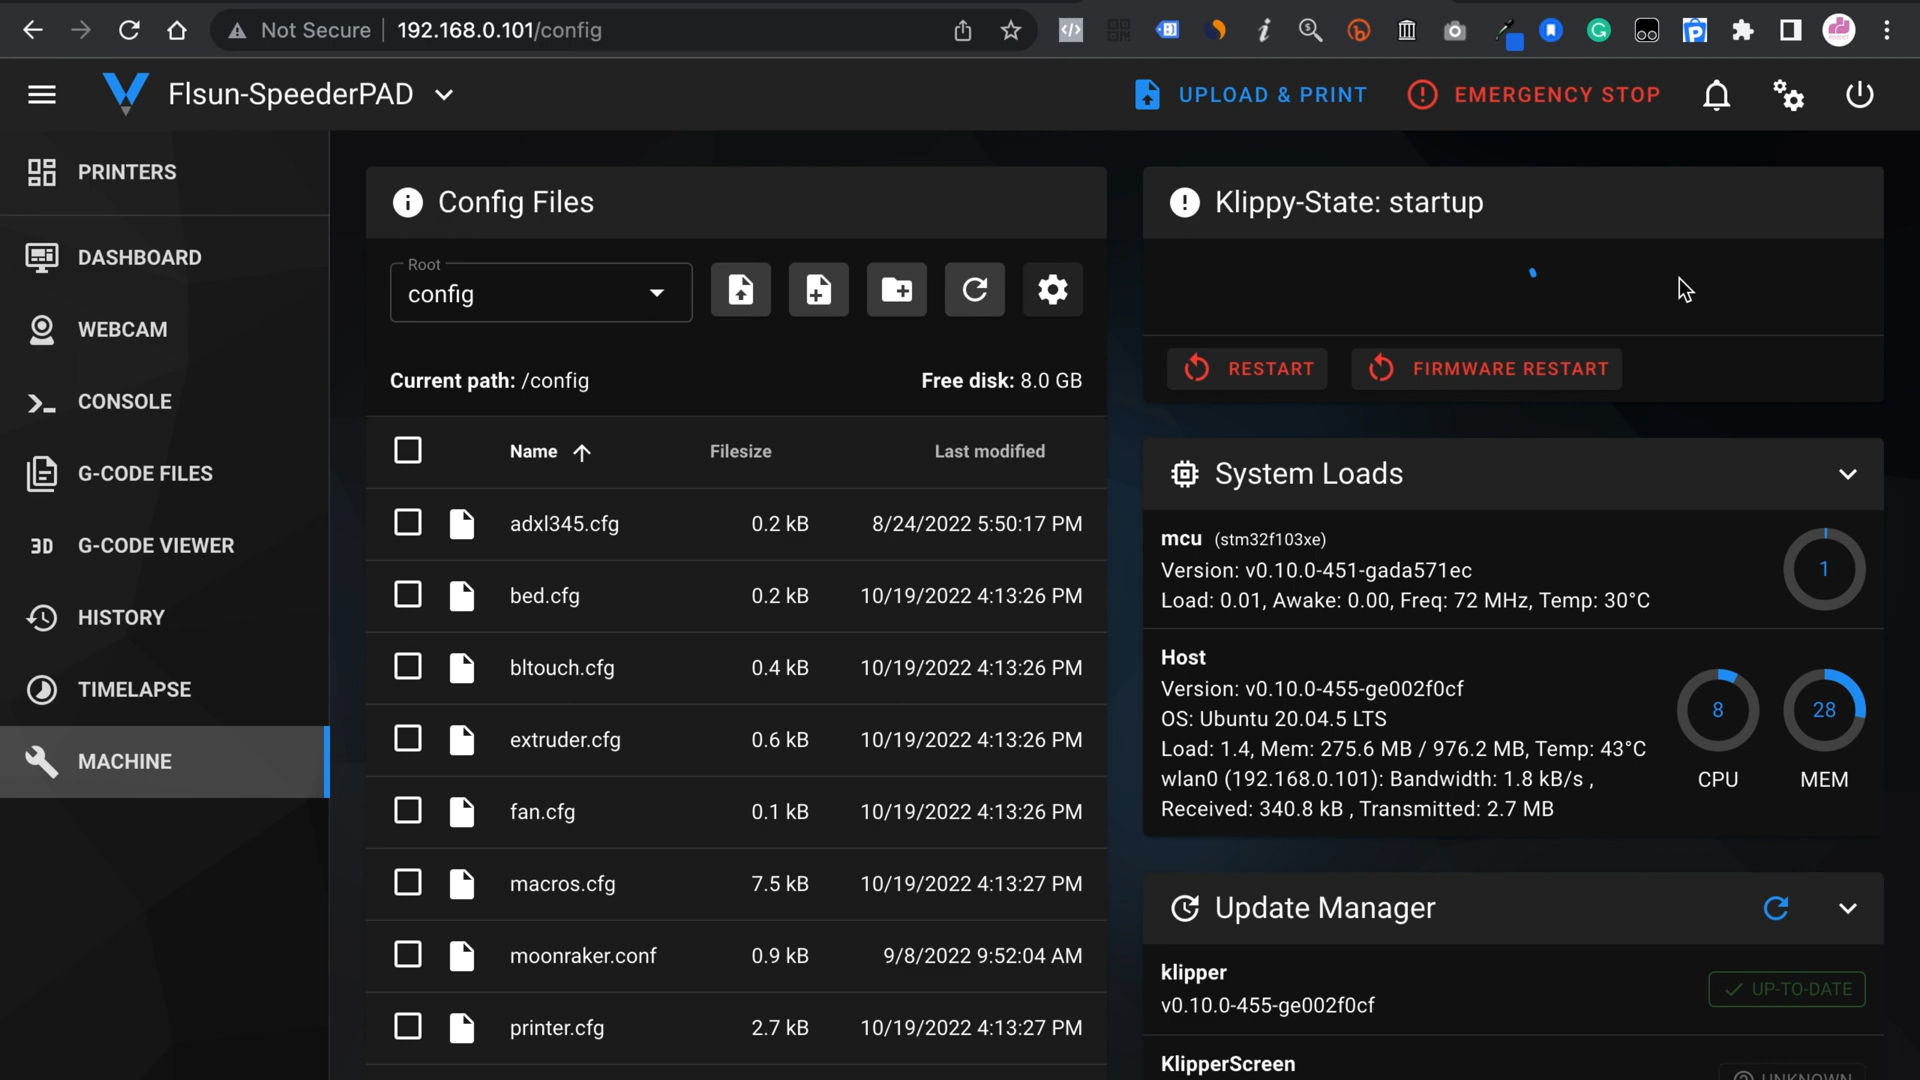 Not Secure
192.168.0.101/config
Flsun-SpeederPAD
UPLOAD & PRINT
EMERGENCY STOP
PRINTERS
DASHBOARD
WEBCAM
CONSOLE
G-CODE FILES
3D G-CODE VIEWER
HISTORY
TIMELAPSE
MACHINE
Config Files
Root
config
Current path: /config
Free disk: 8.0 GB
Name Filesize Last modified
adxl345.cfg 0.2 kB 8/24/2022 5:50:17 PM
bed.cfg 0.2 kB 10/19/2022 4:13:26 PM
bltouch.cfg 0.4 kB 10/19/2022 4:13:26 PM
extruder.cfg 0.6 kB 10/19/2022 4:13:26 PM
fan.cfg 0.1 kB 10/19/2022 4:13:26 PM
macros.cfg 7.5 kB 10/19/2022 4:13:27 PM
moonraker.conf 0.9 kB 9/8/2022 9:52:04 AM
printer.cfg 2.7 kB 10/19/2022 4:13:27 PM
Klippy-State: startup
RESTART
FIRMWARE RESTART
System Loads
mcu (stm32f103xe)
Version: v0.10.0-451-gada571ec
Load: 0.01, Awake: 0.00, Freq: 72 MHz, Temp: 30°C
1
Host
Version: v0.10.0-455-ge002f0cf
OS: Ubuntu 20.04.5 LTS
Load: 1.4, Mem: 275.6 MB / 976.2 MB, Temp: 43°C
wlan0 (192.168.0.101): Bandwidth: 1.8 kB/s ,
Received: 340.8 kB , Transmitted: 2.7 MB
8
CPU
28
MEM
Update Manager
klipper
v0.10.0-455-ge002f0cf
UP-TO-DATE
KlipperScreen
UNKNOWN